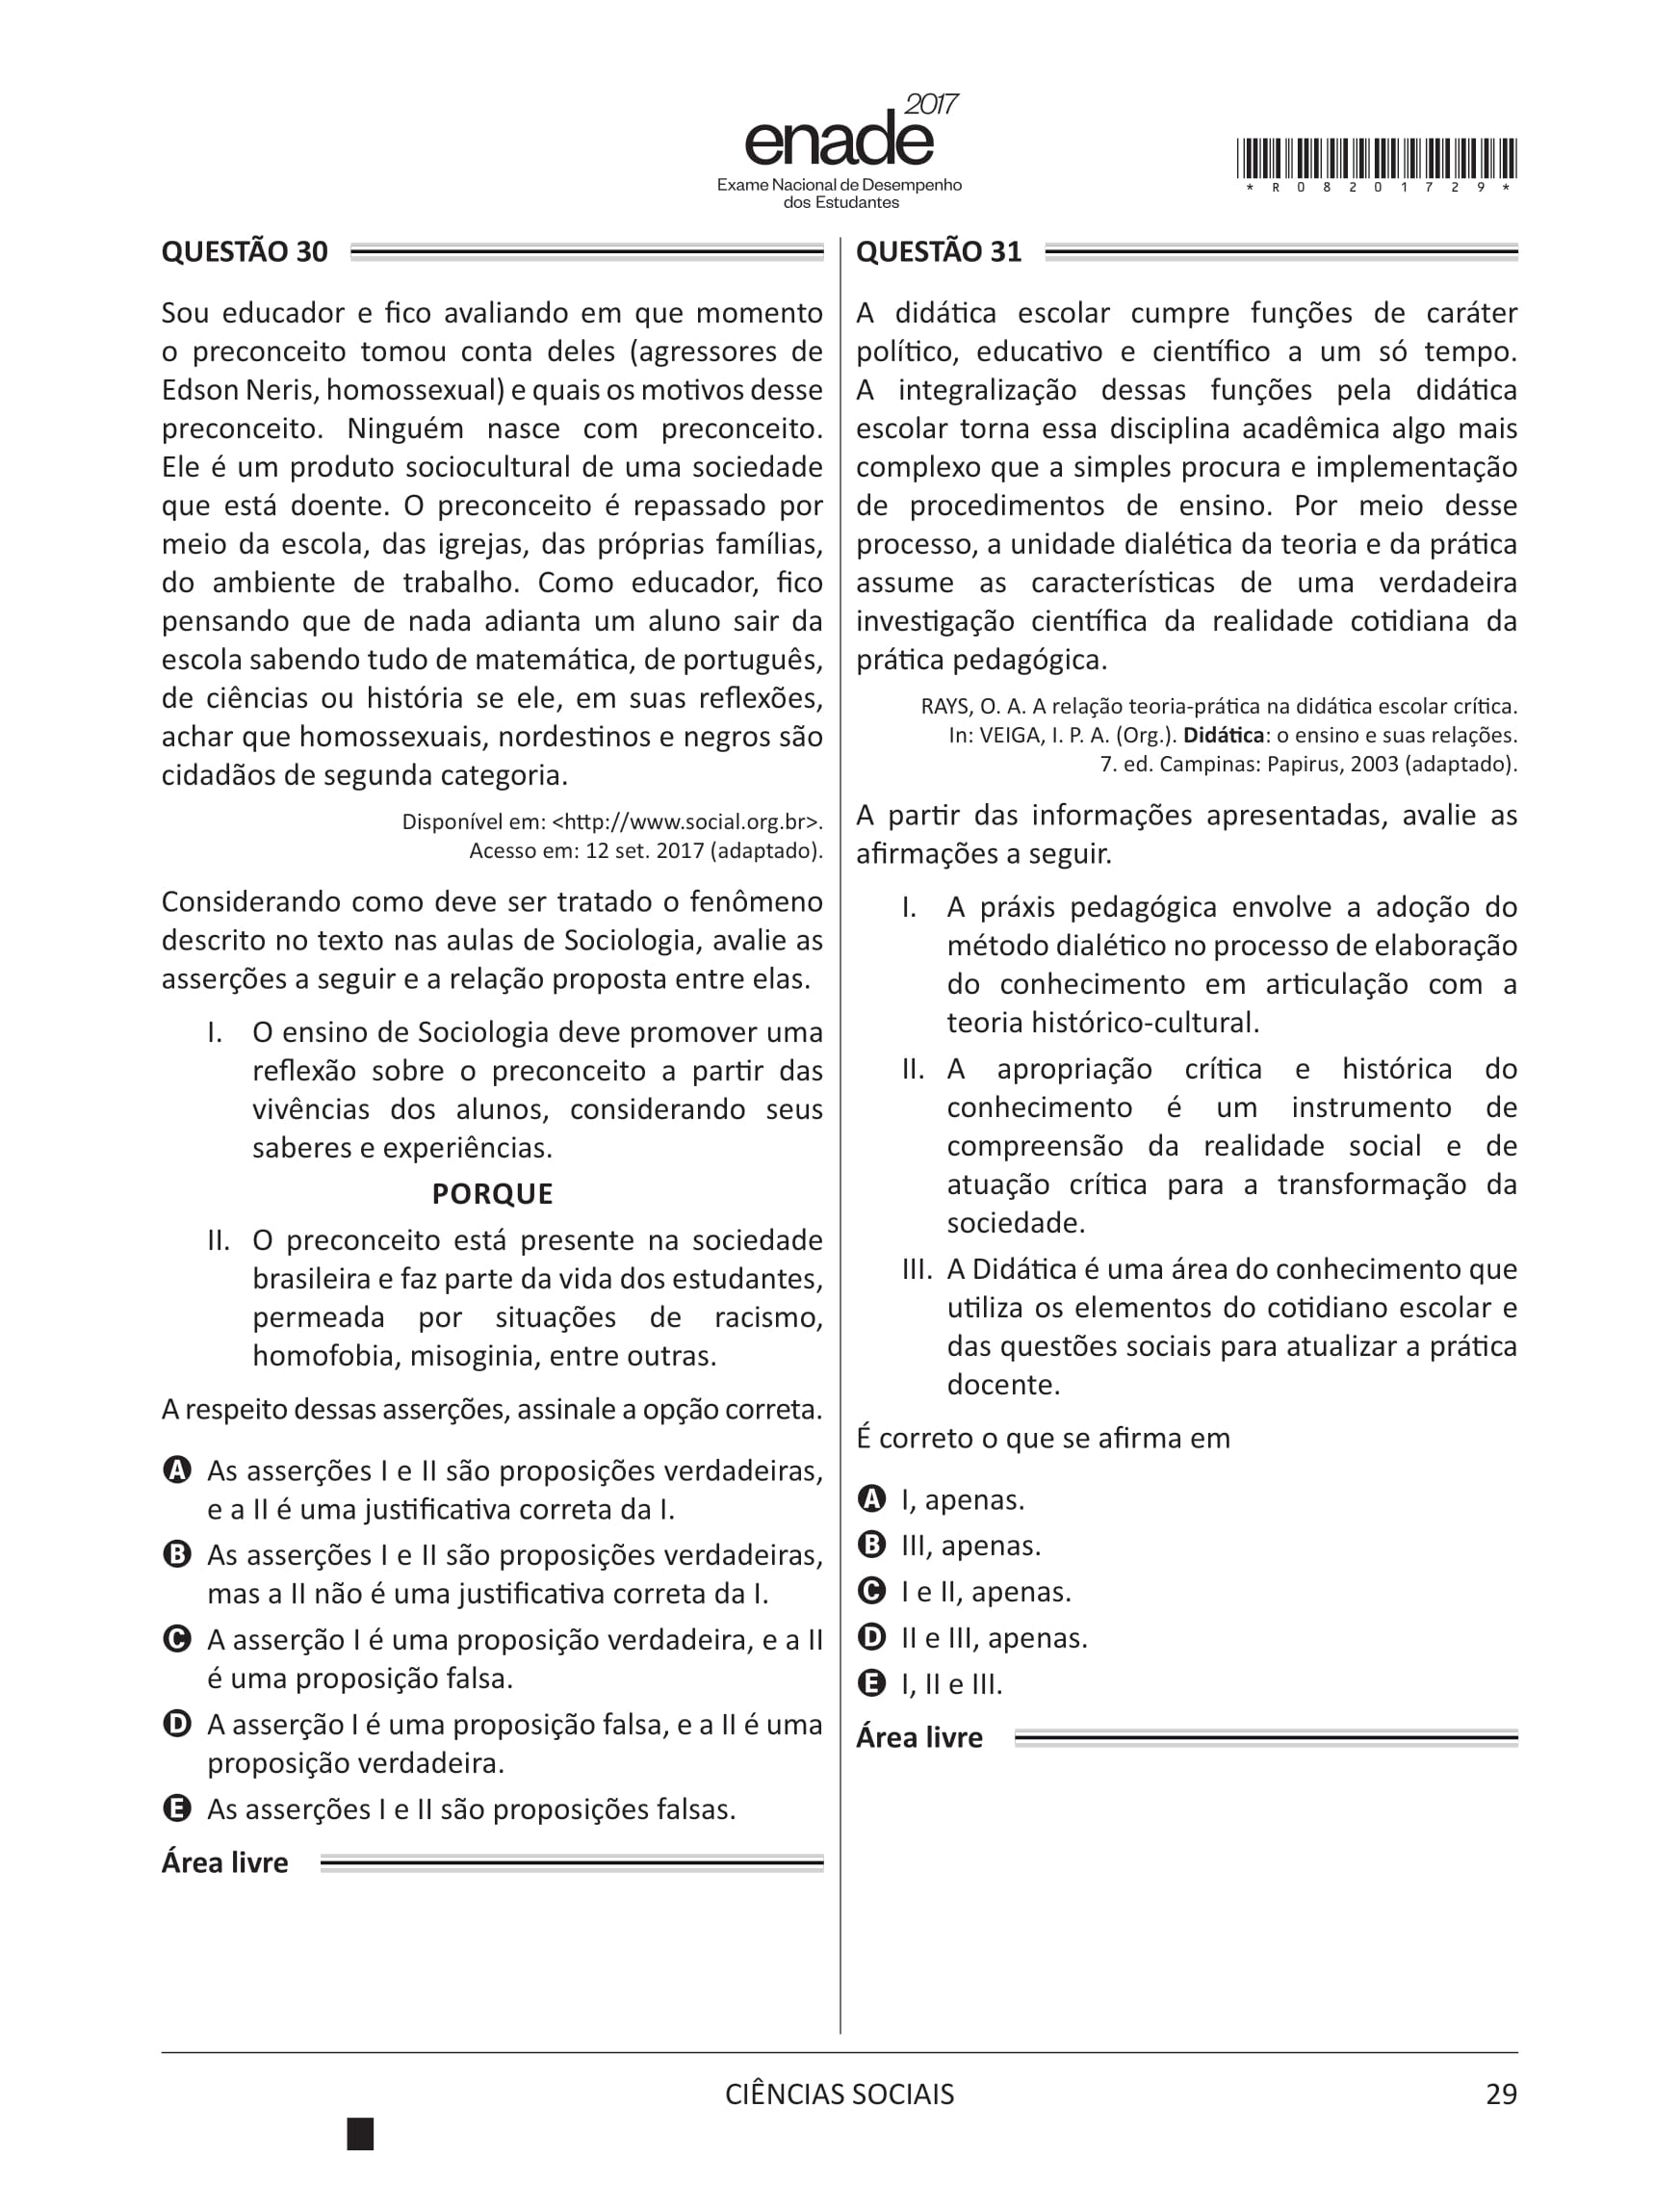 2017
enade
Exame Nacional de Desempenho
dos Estudantes
*R08201729*
QUESTÃO 30
Sou educador e fico avaliando em que momento
o preconceito tomou conta deles (agressores de
Edson Neris, homossexual) e quais os motivos desse
preconceito. Ninguém nasce com preconceito.
Ele é um produto sociocultural de uma sociedade
que está doente. O preconceito é repassado por
meio da escola, das igrejas, das próprias famílias,
do ambiente de trabalho. Como educador, fico
pensando que de nada adianta um aluno sair da
escola sabendo tudo de matemática, de português,
de ciências ou história se ele, em suas reflexões,
achar que homossexuais, nordestinos e negros são
cidadãos de segunda categoria.
Disponível em: <http://www.social.org.br>.
Acesso em: 12 set. 2017 (adaptado).
Considerando como deve ser tratado o fenômeno
descrito no texto nas aulas de Sociologia, avalie as
asserções a seguir e a relação proposta entre elas.
I. O ensino de Sociologia deve promover uma
reflexão sobre o preconceito a partir das
vivências dos alunos, considerando seus
saberes e experiências.
PORQUE
II. O preconceito está presente na sociedade
brasileira e faz parte da vida dos estudantes,
permeada por situações de racismo,
homofobia, misoginia, entre outras.
A respeito dessas asserções, assinale a opção correta.
A As asserções I e II são proposições verdadeiras,
e a II é uma justificativa correta da I.
B As asserções I e II são proposições verdadeiras,
mas a II não é uma justificativa correta da I.
C A asserção I é uma proposição verdadeira, e a II
é uma proposição falsa.
D A asserção I é uma proposição falsa, e a II é uma
proposição verdadeira.
E As asserções I e II são proposições falsas.
Área livre
QUESTÃO 31
A didática escolar cumpre funções de caráter
político, educativo e científico a um só tempo.
A integralização dessas funções pela didática
escolar torna essa disciplina acadêmica algo mais
complexo que a simples procura e implementação
de procedimentos de ensino. Por meio desse
processo, a unidade dialética da teoria e da prática
assume as características de uma verdadeira
investigação científica da realidade cotidiana da
prática pedagógica.
RAYS, O. A. A relação teoria-prática na didática escolar crítica.
In: VEIGA, I. P. A. (Org.). Didática: o ensino e suas relações.
7. ed. Campinas: Papirus, 2003 (adaptado).
A partir das informações apresentadas, avalie as
afirmações a seguir.
I. A práxis pedagógica envolve a adoção do
método dialético no processo de elaboração
do conhecimento em articulação com a
teoria histórico-cultural.
II. A apropriação crítica e histórica do
conhecimento é um instrumento de
compreensão da realidade social e de
atuação crítica para a transformação da
sociedade.
III. A Didática é uma área do conhecimento que
utiliza os elementos do cotidiano escolar e
das questões sociais para atualizar a prática
docente.
É correto o que se afirma em
A I, apenas.
B III, apenas.
C I e II, apenas.
D II e III, apenas.
E I, II e III.
Área livre
CIÊNCIAS SOCIAIS
29